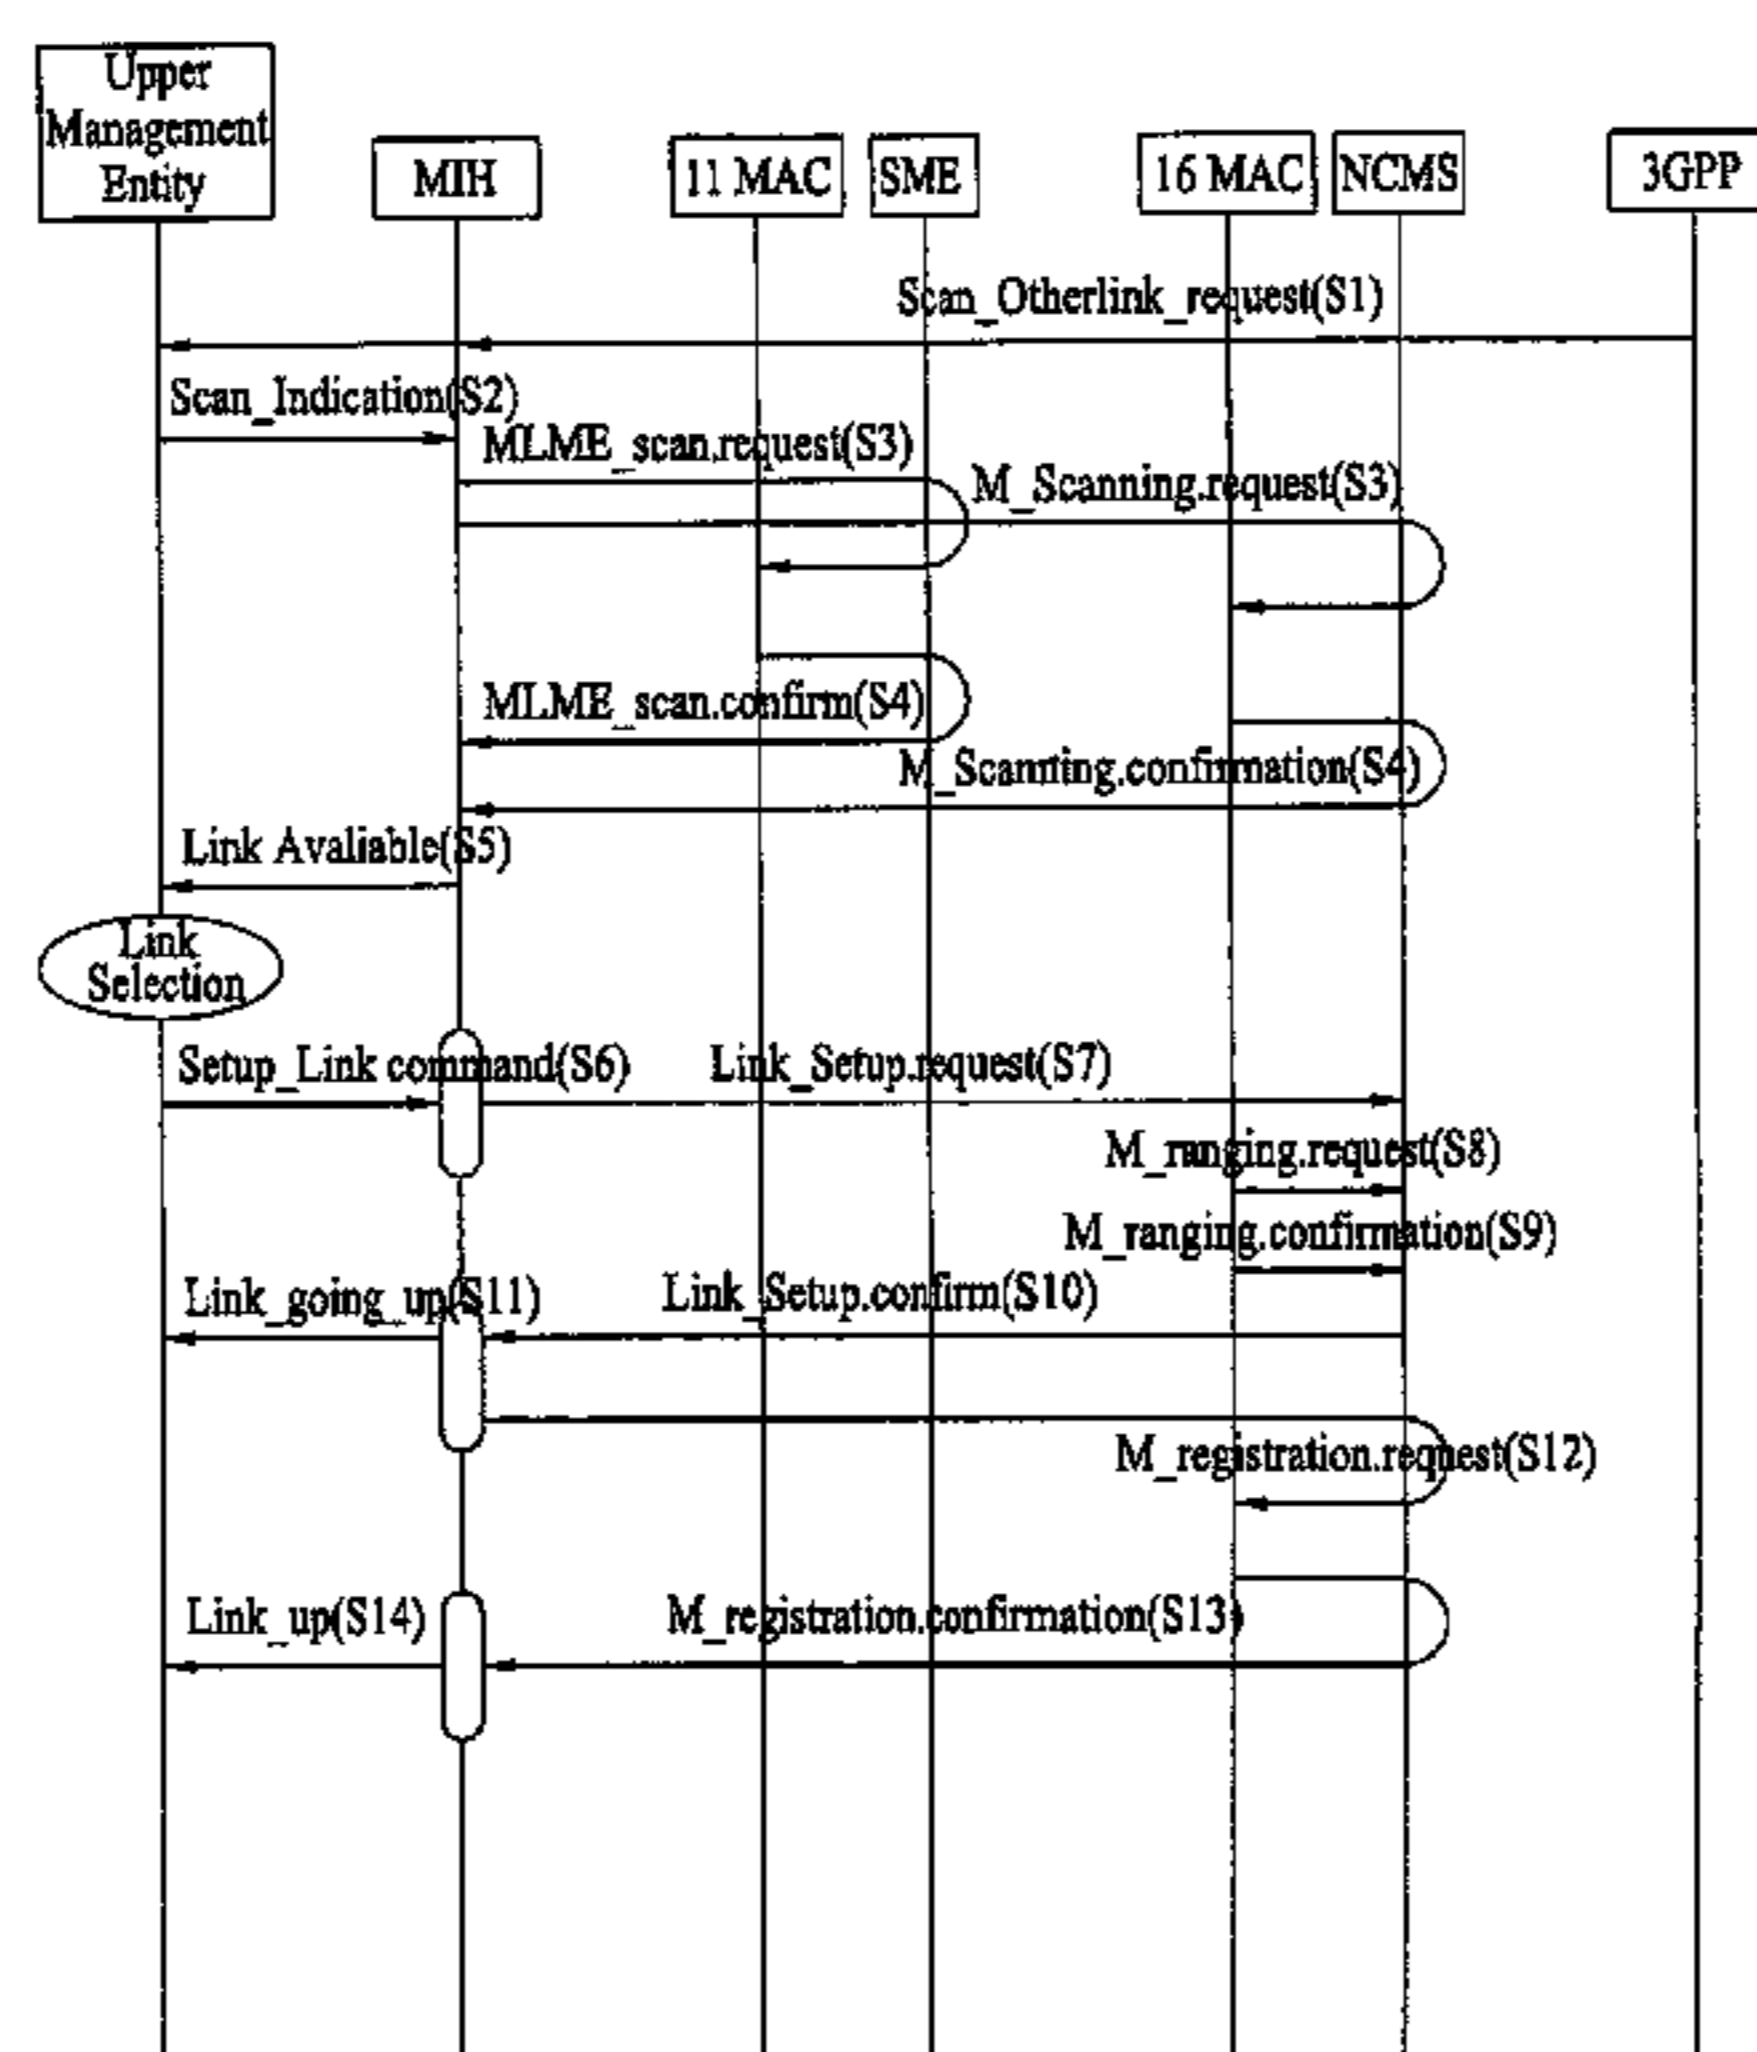 Upper
Management
Entity
MIH
11 MAC
SME
16 MAC
NCMS
3GPP
Scan_Otherlink_request(S1)
Scan_Indication(S2)
MLME_scan.request(S3)
M_Scanning.request(S3)
MLME_scan.confirm(S4)
M_Scanning.confirmation(S4)
Link Avaliable(S5)
Link
Selection
Setup_Link command(S6)
Link_Setup.request(S7)
M_ranging.request(S8)
M_ranging.confirmation(S9)
Link_going_up(S11)
Link_Setup.confirm(S10)
M_registration.request(S12)
Link_up(S14)
M_registration.confirmation(S13)